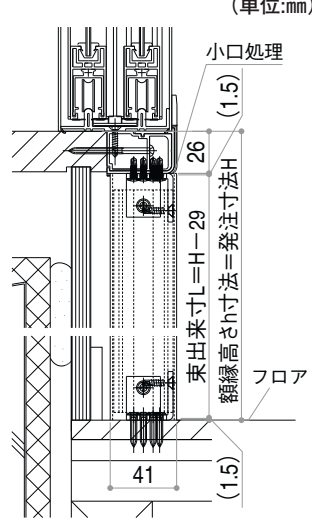 (単位:㎜)
小口処理
(1.5)
26
束出来寸L=H−29
額縁高さh寸法=発注寸法H
フロア
41
(1.5)